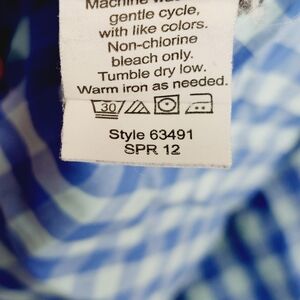 Machine
gentle cycle,
with like colors.
Non-chlorine
bleach only.
Tumble dry low.
Warm iron as needed.
30
Style 63491
SPR 12